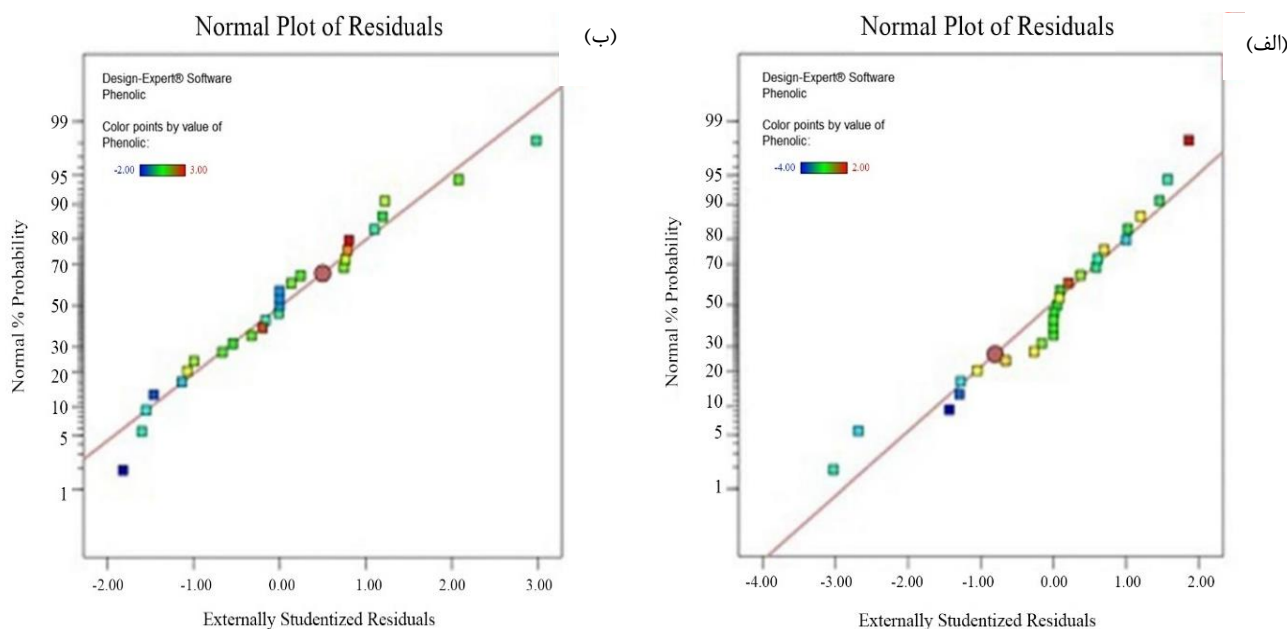 Normal Plot of Residuals
(ب)
Design-Expert® Software
Phenolic
Color points by value of
Phenolic:
-2.00 3.00
Normal % Probability
99
95
90
80
70
50
30
20
10
5
1
-2.00 -1.00 0.00 1.00 2.00 3.00
Externally Studentized Residuals
Normal Plot of Residuals
(الف)
Design-Expert® Software
Phenolic
Color points by value of
Phenolic:
-4.00 2.00
Normal % Probability
99
95
90
80
70
50
30
20
10
5
1
-4.00 -3.00 -2.00 -1.00 0.00 1.00 2.00
Externally Studentized Residuals